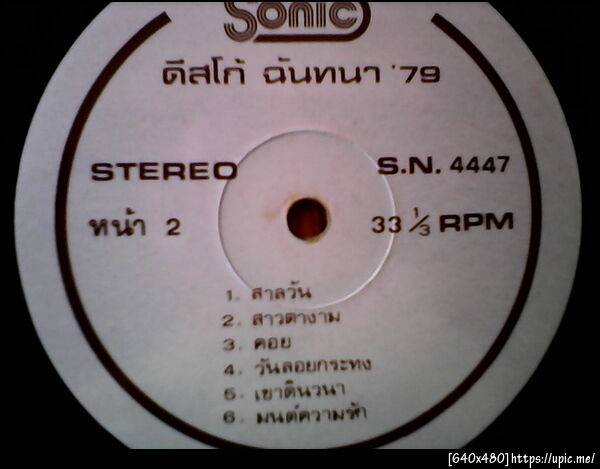 Sonic
ดิสโก้ ฉันทนา '79
STEREO S.N. 4447
หน้า 2 33 ⅓ RPM
1. สาลวัน
2. สาวตางาม
3. คอย
4. วันลอยกระทง
5. เขาดินวนา
6. มนต์ความรัก
[640x480]https://upic.me/